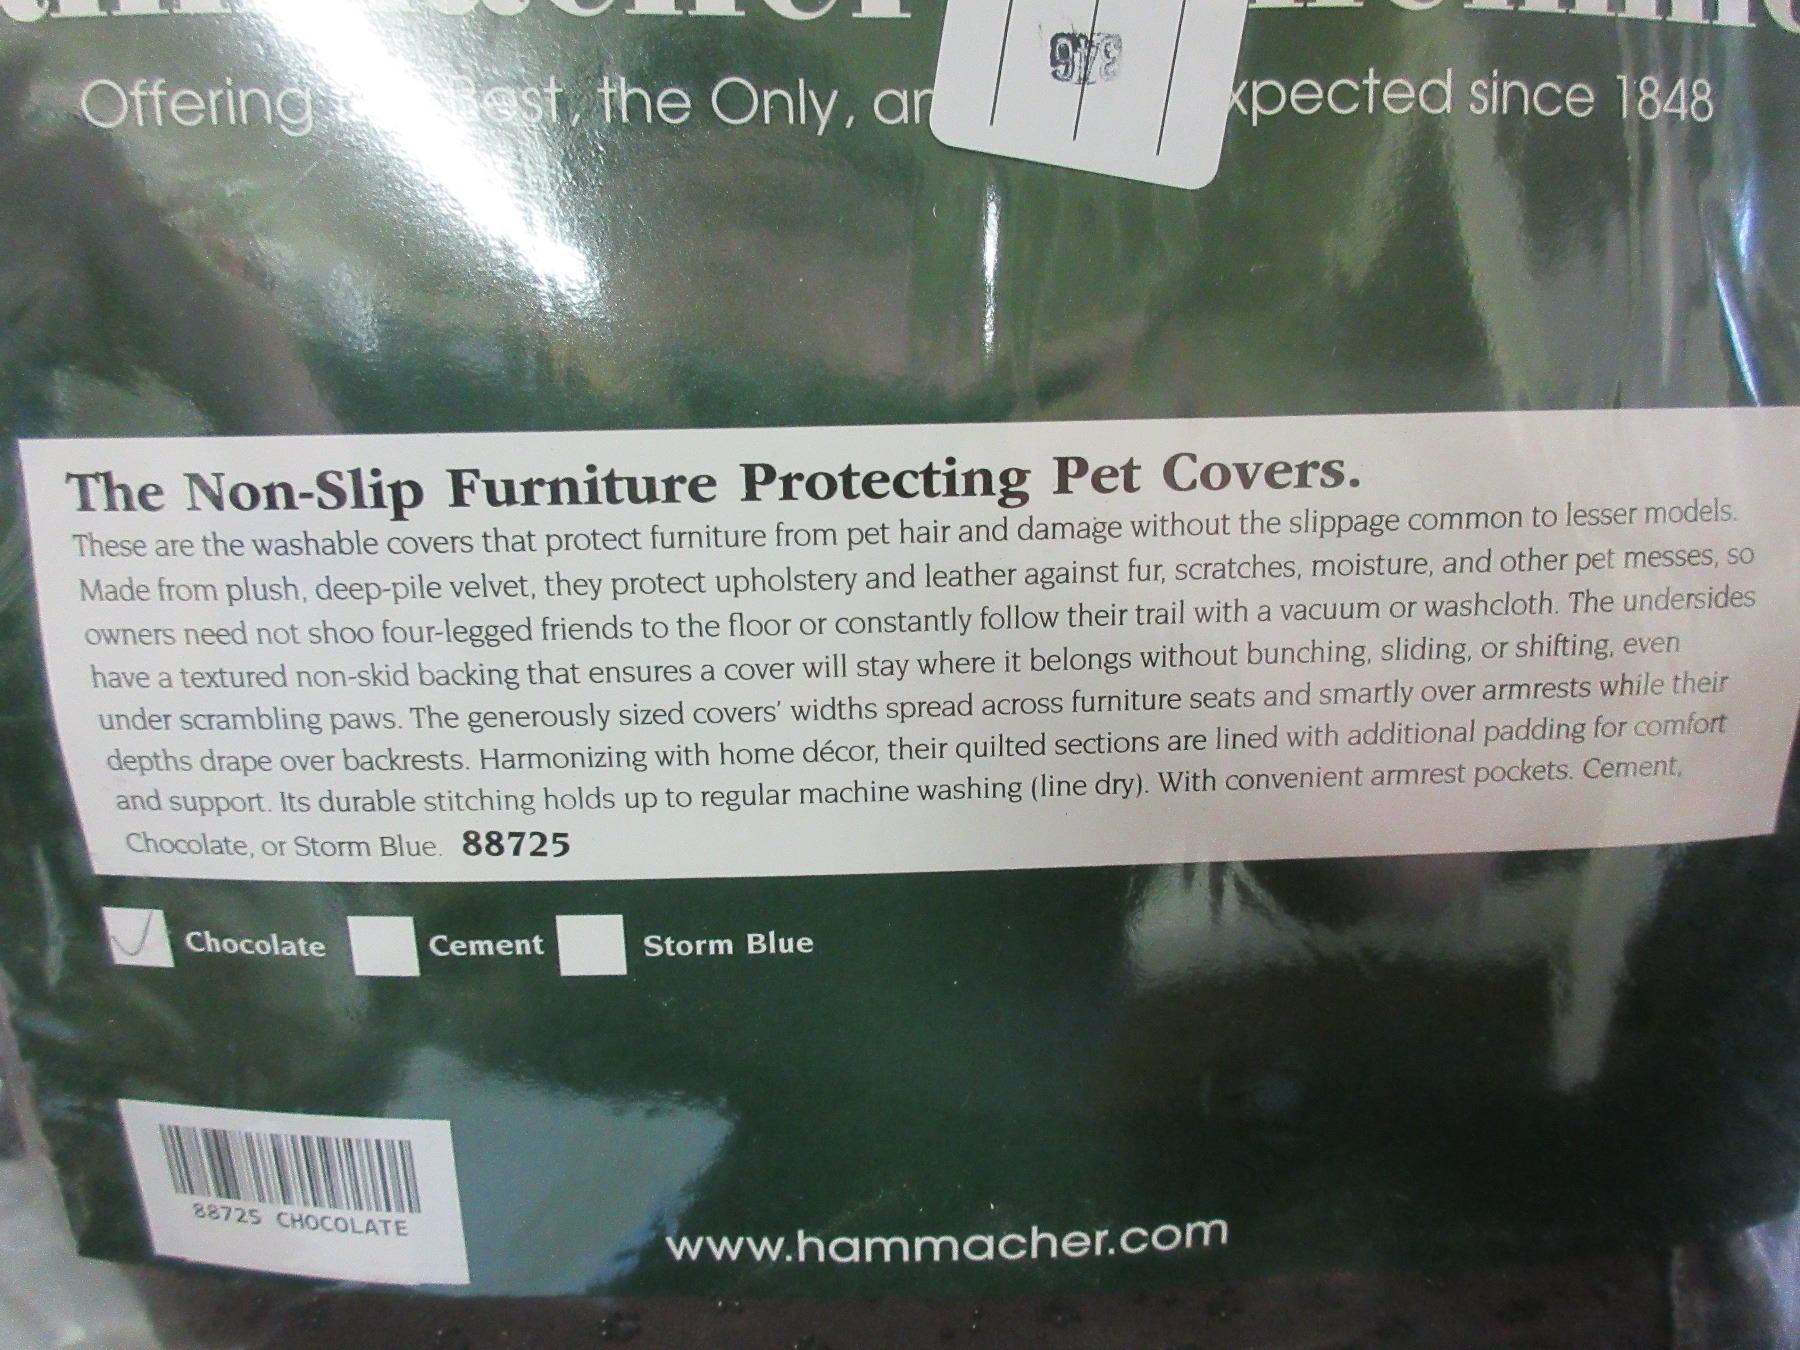 Offering Best, the Only, an xpected since 1848
The Non-Slip Furniture Protecting Pet Covers.
These are the washable covers that protect furniture from pet hair and damage without the slippage common to lesser models.
Made from plush, deep-pile velvet, they protect upholstery and leather against fur, scratches, moisture, and other pet messes, so
owners need not shoo four-legged friends to the floor or constantly follow their trail with a vacuum or washcloth. The undersides
have a textured non-skid backing that ensures a cover will stay where it belongs without bunching, sliding, or shifting, even
under scrambling paws. The generously sized covers' widths spread across furniture seats and smartly over armrests while their
depths drape over backrests. Harmonizing with home décor, their quilted sections are lined with additional padding for comfort
and support. Its durable stitching holds up to regular machine washing (line dry). With convenient armrest pockets. Cement,
Chocolate, or Storm Blue. 88725
Chocolate Cement Storm Blue
88725 CHOCOLATE
www.hammacher.com